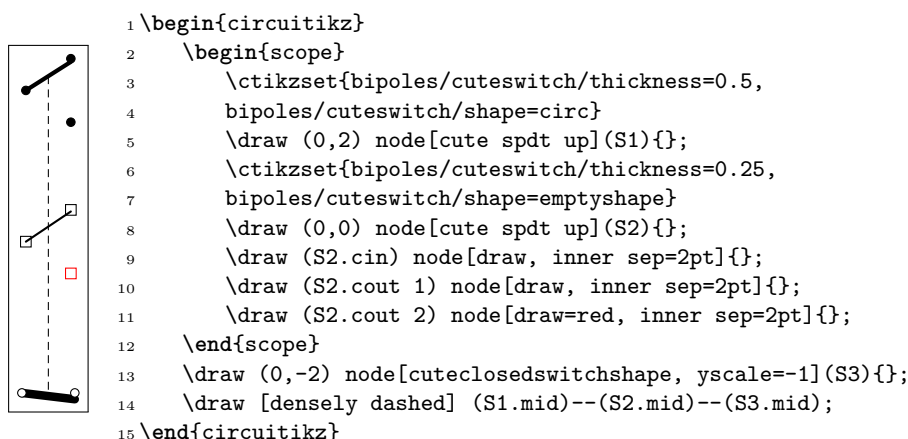 1 \begin{circuitikz}
2     \begin{scope}
3         \ctikzset{bipoles/cuteswitch/thickness=0.5,
4         bipoles/cuteswitch/shape=circ}
5         \draw (0,2) node[cute spdt up](S1){};
6         \ctikzset{bipoles/cuteswitch/thickness=0.25,
7         bipoles/cuteswitch/shape=emptyshape}
8         \draw (0,0) node[cute spdt up](S2){};
9         \draw (S2.cin) node[draw, inner sep=2pt]{};
10         \draw (S2.cout 1) node[draw, inner sep=2pt]{};
11         \draw (S2.cout 2) node[draw=red, inner sep=2pt]{};
12     \end{scope}
13     \draw (0,-2) node[cuteclosedswitchshape, yscale=-1](S3){};
14     \draw [densely dashed] (S1.mid)--(S2.mid)--(S3.mid);
15 \end{circuitikz}